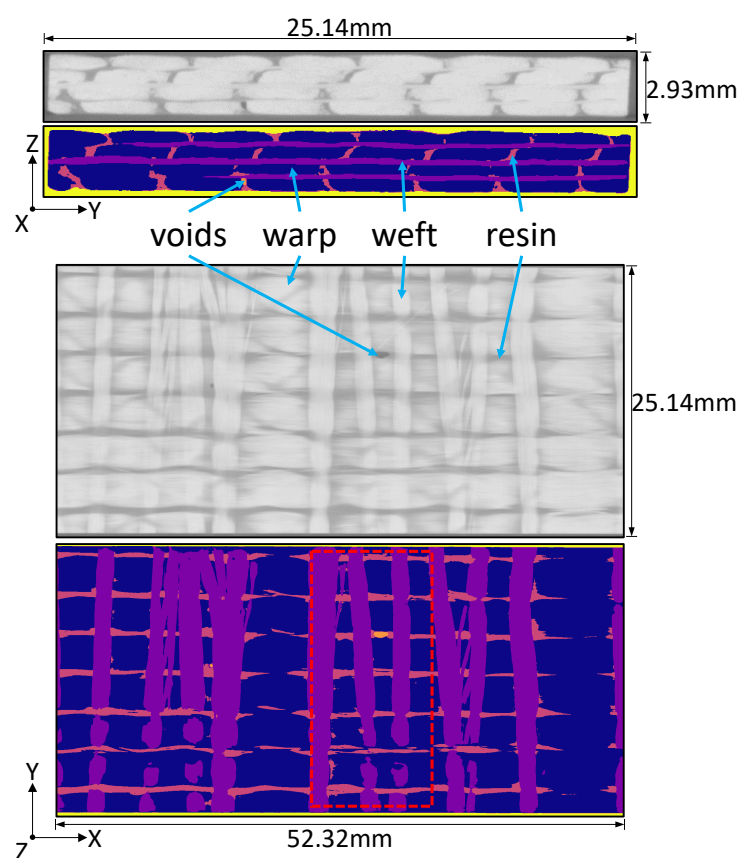 25.14mm
2.93mm
Z
X
Y
voids warp weft resin
25.14mm
Y
Z
X
52.32mm